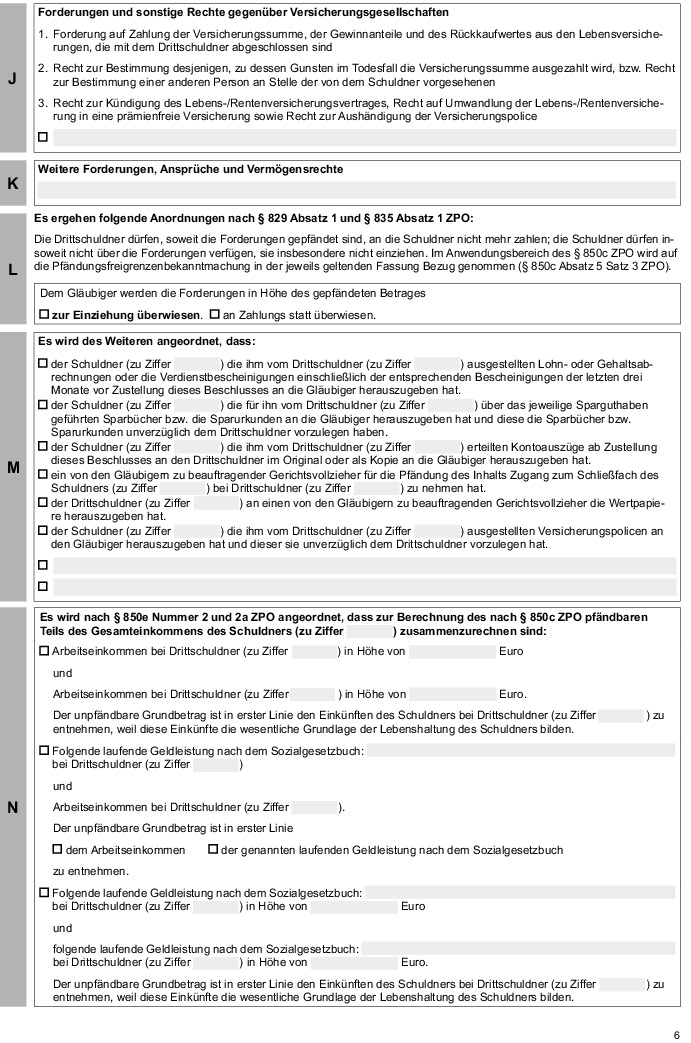 J
Forderungen und sonstige Rechte gegenüber Versicherungsgesellschaften
1. Forderung auf Zahlung der Versicherungssumme, der Gewinnanteile und des Rückkaufwertes aus den Lebensversiche-
rungen, die mit dem Drittschuldner abgeschlossen sind
2. Recht zur Bestimmung desjenigen, zu dessen Gunsten im Todesfall die Versicherungssumme ausgezahlt wird, bzw. Recht
zur Bestimmung einer anderen Person an Stelle der von dem Schuldner vorgesehenen
3. Recht zur Kündigung des Lebens-/Rentenversicherungsvertrages, Recht auf Umwandlung der Lebens-/Rentenversiche-
rung in eine prämienfreie Versicherung sowie Recht zur Aushändigung der Versicherungspolice
K
Weitere Forderungen, Ansprüche und Vermögensrechte
L
Es ergehen folgende Anordnungen nach § 829 Absatz 1 und § 835 Absatz 1 ZPO:
Die Drittschuldner dürfen, soweit die Forderungen gepfändet sind, an die Schuldner nicht mehr zahlen; die Schuldner dürfen in-
soweit nicht über die Forderungen verfügen, sie insbesondere nicht einziehen. Im Anwendungsbereich des § 850c ZPO wird auf
die Pfändungsfreigrenzenbekanntmachung in der jeweils geltenden Fassung Bezug genommen (§ 850c Absatz 5 Satz 3 ZPO).
Dem Gläubiger werden die Forderungen in Höhe des gepfändeten Betrages
zur Einziehung überwiesen. an Zahlungs statt überwiesen.
M
Es wird des Weiteren angeordnet, dass:
der Schuldner (zu Ziffer ) die ihm vom Drittschuldner (zu Ziffer ) ausgestellten Lohn- oder Gehaltsab-
rechnungen oder die Verdienstbescheinigungen einschließlich der entsprechenden Bescheinigungen der letzten drei
Monate vor Zustellung dieses Beschlusses an die Gläubiger herauszugeben hat.
der Schuldner (zu Ziffer ) die für ihn vom Drittschuldner (zu Ziffer ) über das jeweilige Sparguthaben
geführten Sparbücher bzw. die Sparurkunden an die Gläubiger herauszugeben hat und diese die Sparbücher bzw.
Sparurkunden unverzüglich dem Drittschuldner vorzulegen haben.
der Schuldner (zu Ziffer ) die ihm vom Drittschuldner (zu Ziffer ) erteilten Kontoauszüge ab Zustellung
dieses Beschlusses an den Drittschuldner im Original oder als Kopie an die Gläubiger herauszugeben hat.
ein von den Gläubigern zu beauftragender Gerichtsvollzieher für die Pfändung des Inhalts Zugang zum Schließfach des
Schuldners (zu Ziffer ) bei Drittschuldner (zu Ziffer ) zu nehmen hat.
der Drittschuldner (zu Ziffer ) an einen von den Gläubigern zu beauftragenden Gerichtsvollzieher die Wertpapie-
re herauszugeben hat.
der Schuldner (zu Ziffer ) die ihm vom Drittschuldner (zu Ziffer ) ausgestellten Versicherungspolicen an
den Gläubiger herauszugeben hat und dieser sie unverzüglich dem Drittschuldner vorzulegen hat.
N
Es wird nach § 850e Nummer 2 und 2a ZPO angeordnet, dass zur Berechnung des nach § 850c ZPO pfändbaren
Teils des Gesamteinkommens des Schuldners (zu Ziffer ) zusammenzurechnen sind:
Arbeitseinkommen bei Drittschuldner (zu Ziffer ) in Höhe von Euro
und
Arbeitseinkommen bei Drittschuldner (zu Ziffer ) in Höhe von Euro.
Der unpfändbare Grundbetrag ist in erster Linie den Einkünften des Schuldners bei Drittschuldner (zu Ziffer ) zu
entnehmen, weil diese Einkünfte die wesentliche Grundlage der Lebenshaltung des Schuldners bilden.
Folgende laufende Geldleistung nach dem Sozialgesetzbuch:
bei Drittschuldner (zu Ziffer )
und
Arbeitseinkommen bei Drittschuldner (zu Ziffer ).
Der unpfändbare Grundbetrag ist in erster Linie
dem Arbeitseinkommen der genannten laufenden Geldleistung nach dem Sozialgesetzbuch
zu entnehmen.
Folgende laufende Geldleistung nach dem Sozialgesetzbuch:
bei Drittschuldner (zu Ziffer ) in Höhe von Euro
und
folgende laufende Geldleistung nach dem Sozialgesetzbuch:
bei Drittschuldner (zu Ziffer ) in Höhe von Euro.
Der unpfändbare Grundbetrag ist in erster Linie den Einkünften des Schuldners bei Drittschuldner (zu Ziffer ) zu
entnehmen, weil diese Einkünfte die wesentliche Grundlage der Lebenshaltung des Schuldners bilden.
6